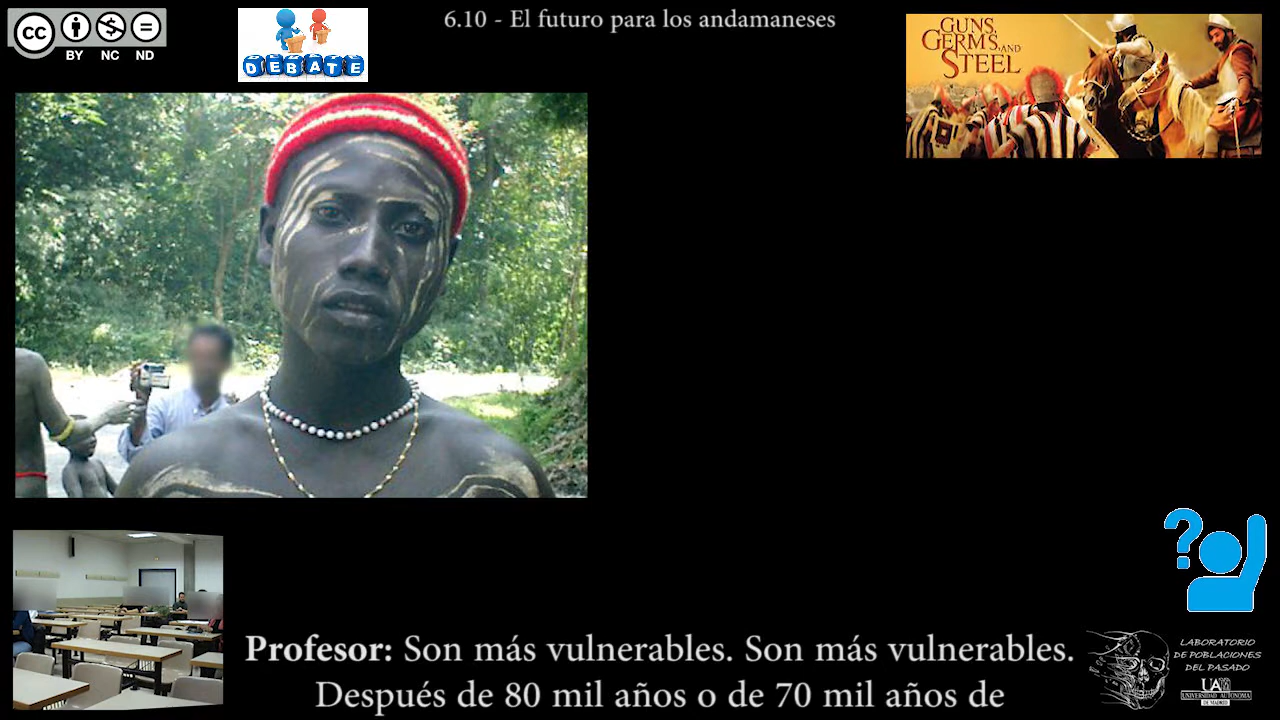 cc
BY NC ND
DEBATE
6.10 - El futuro para los andamaneses
GUNS,
GERMS, AND
STEEL
?
Profesor: Son más vulnerables. Son más vulnerables.
Después de 80 mil años o de 70 mil años de
LABORATORIO
DE POBLACIONES
DEL PASADO
UAM
UNIVERSIDAD AUTONOMA
DE MADRID